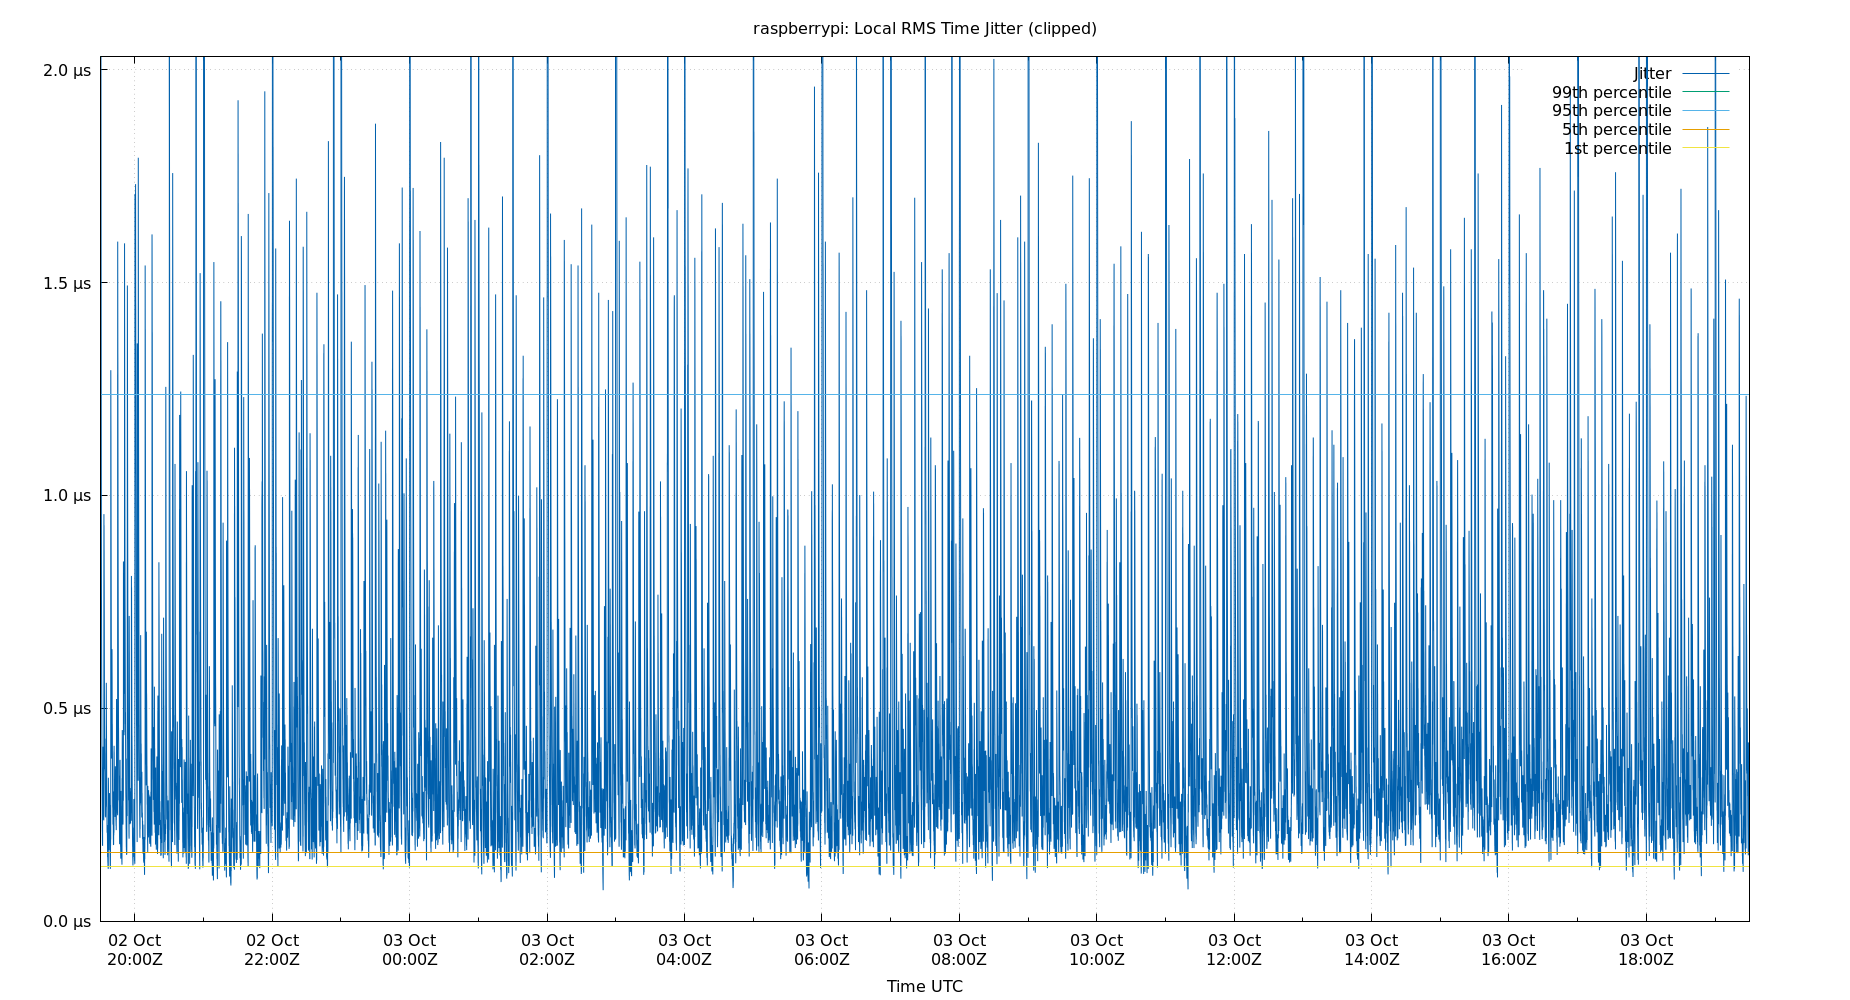 raspberrypi: Local RMS Time Jitter (clipped)
2.0 μs
1.5 μs
1.0 μs
0.5 μs
0.0 μs
Jitter
99th percentile
95th percentile
5th percentile
1st percentile
02 Oct 02 Oct 03 Oct 03 Oct 03 Oct 03 Oct 03 Oct 03 Oct 03 Oct 03 Oct 03 Oct 03 Oct
20:00Z 22:00Z 00:00Z 02:00Z 04:00Z 06:00Z 08:00Z 10:00Z 12:00Z 14:00Z 16:00Z 18:00Z
Time UTC